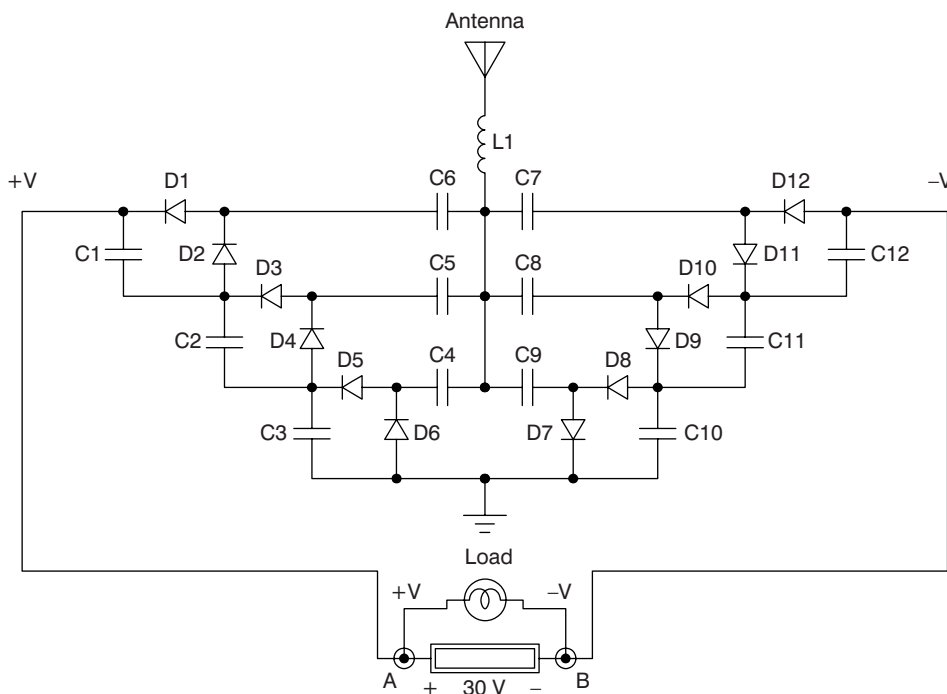 Antenna
L1
+V D1 C6 C7 D12 −V
C1 D2 D3 C5 C8 D10 D11 C12
C2 D4 D5 C4 C9 D8 D9 C11
C3 D6 D7 C10
Load
+V −V
A B
+ 30 V −